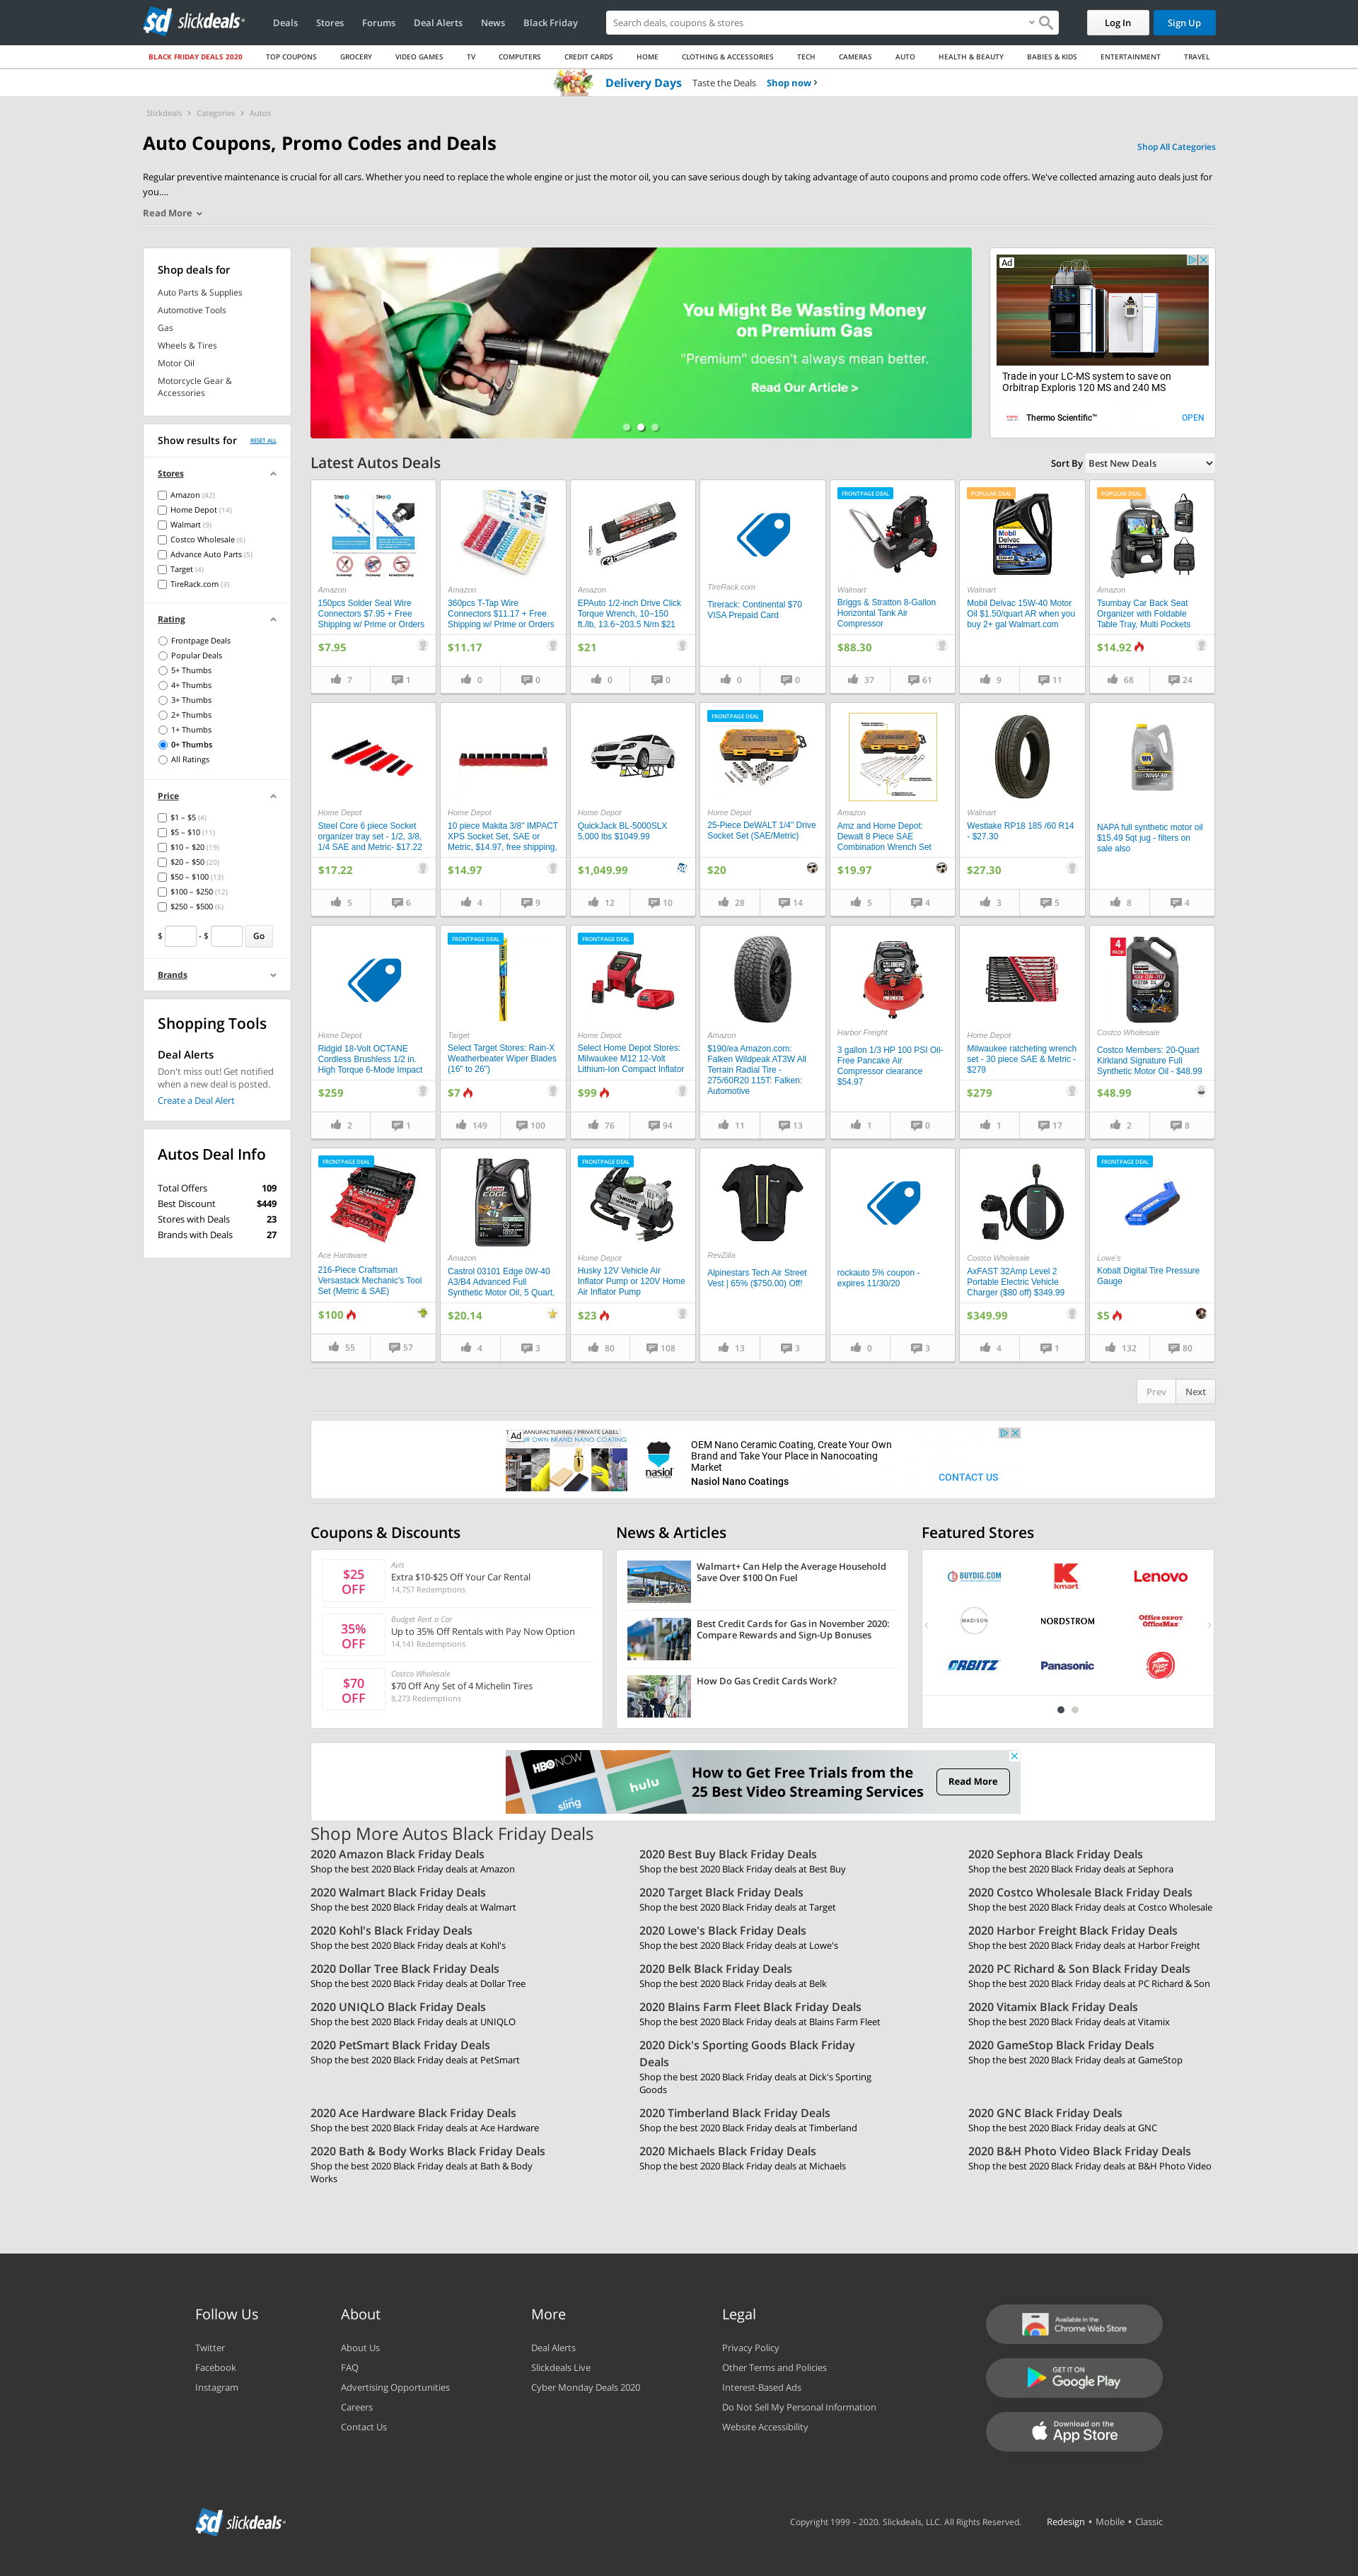 slickdeals
Deals Stores Forums Deal Alerts News Black Friday
Search deals, coupons & stores
Log In Sign Up
BLACK FRIDAY DEALS 2020 TOP COUPONS GROCERY VIDEO GAMES TV COMPUTERS CREDIT CARDS HOME CLOTHING & ACCESSORIES TECH CAMERAS AUTO HEALTH & BEAUTY BABIES & KIDS ENTERTAINMENT TRAVEL
Delivery Days Taste the Deals Shop now >
Slickdeals > Categories > Autos
Auto Coupons, Promo Codes and Deals
Shop All Categories
Regular preventive maintenance is crucial for all cars. Whether you need to replace the whole engine or just the motor oil, you can save serious dough by taking advantage of auto coupons and promo code offers. We've collected amazing auto deals just for
you....
Read More
Shop deals for
Auto Parts & Supplies
Automotive Tools
Gas
Wheels & Tires
Motor Oil
Motorcycle Gear &
Accessories
Show results for RESET ALL
Stores
Amazon (42)
Home Depot (14)
Walmart (9)
Costco Wholesale (6)
Advance Auto Parts (5)
Target (4)
TireRack.com (3)
Rating
Frontpage Deals
Popular Deals
5+ Thumbs
4+ Thumbs
3+ Thumbs
2+ Thumbs
1+ Thumbs
0+ Thumbs
All Ratings
Price
$1 – $5 (4)
$5 – $10 (11)
$10 – $20 (19)
$20 – $50 (20)
$50 – $100 (13)
$100 – $250 (12)
$250 – $500 (6)
$ - $ Go
Brands
Shopping Tools
Deal Alerts
Don't miss out! Get notified
when a new deal is posted.
Create a Deal Alert
Autos Deal Info
Total Offers 109
Best Discount $449
Stores with Deals 23
Brands with Deals 27
You Might Be Wasting Money
on Premium Gas
"Premium" doesn't always mean better.
Read Our Article >
Ad
Trade in your LC-MS system to save on
Orbitrap Exploris 120 MS and 240 MS
Thermo Scientific™ OPEN
Latest Autos Deals
Sort By Best New Deals
Amazon
150pcs Solder Seal Wire
Connectors $7.95 + Free
Shipping w/ Prime or Orders
$7.95
7 1
Amazon
360pcs T-Tap Wire
Connectors $11.17 + Free
Shipping w/ Prime or Orders
$11.17
0 0
Amazon
EPAuto 1/2-inch Drive Click
Torque Wrench, 10~150
ft./lb, 13.6~203.5 N/m $21
$21
0 0
TireRack.com
Tirerack: Continental $70
VISA Prepaid Card
0 0
FRONTPAGE DEAL
Walmart
Briggs & Stratton 8-Gallon
Horizontal Tank Air
Compressor
$88.30
37 61
POPULAR DEAL
Mobil Delvac
Walmart
Mobil Delvac 15W-40 Motor
Oil $1.50/quart AR when you
buy 2+ gal Walmart.com
9 11
POPULAR DEAL
Amazon
Tsumbay Car Back Seat
Organizer with Foldable
Table Tray, Multi Pockets
$14.92
68 24
Home Depot
Steel Core 6 piece Socket
organizer tray set - 1/2, 3/8,
1/4 SAE and Metric- $17.22
$17.22
5 6
Home Depot
10 piece Makita 3/8" IMPACT
XPS Socket Set, SAE or
Metric, $14.97, free shipping,
$14.97
4 9
Home Depot
QuickJack BL-5000SLX
5,000 lbs $1049.99
$1,049.99
12 10
FRONTPAGE DEAL
Home Depot
25-Piece DeWALT 1/4" Drive
Socket Set (SAE/Metric)
$20
28 14
Amazon
Amz and Home Depot:
Dewalt 8 Piece SAE
Combination Wrench Set
$19.97
5 4
Walmart
Westlake RP18 185 /60 R14
- $27.30
$27.30
3 5
NAPA full synthetic motor oil
$15.49 5qt jug - filters on
sale also
8 4
Home Depot
Ridgid 18-Volt OCTANE
Cordless Brushless 1/2 in.
High Torque 6-Mode Impact
$259
2 1
FRONTPAGE DEAL
Target
Select Target Stores: Rain-X
Weatherbeater Wiper Blades
(16" to 26")
$7
149 100
FRONTPAGE DEAL
Home Depot
Select Home Depot Stores:
Milwaukee M12 12-Volt
Lithium-Ion Compact Inflator
$99
76 94
Amazon
$190/ea Amazon.com:
Falken Wildpeak AT3W All
Terrain Radial Tire -
275/60R20 115T: Falken:
Automotive
11 13
Harbor Freight
3 gallon 1/3 HP 100 PSI Oil-
Free Pancake Air
Compressor clearance
$54.97
1 0
Home Depot
Milwaukee ratcheting wrench
set - 30 piece SAE & Metric -
$279
$279
1 17
4 PACK
Costco Wholesale
Costco Members: 20-Quart
Kirkland Signature Full
Synthetic Motor Oil - $48.99
$48.99
2 8
FRONTPAGE DEAL
Ace Hardware
216-Piece Craftsman
Versastack Mechanic's Tool
Set (Metric & SAE)
$100
55 57
EDGE
Amazon
Castrol 03101 Edge 0W-40
A3/B4 Advanced Full
Synthetic Motor Oil, 5 Quart,
$20.14
4 3
FRONTPAGE DEAL
Home Depot
Husky 12V Vehicle Air
Inflator Pump or 120V Home
Air Inflator Pump
$23
80 108
RevZilla
Alpinestars Tech Air Street
Vest | 65% ($750.00) Off!
13 3
rockauto 5% coupon -
expires 11/30/20
0 3
Costco Wholesale
AxFAST 32Amp Level 2
Portable Electric Vehicle
Charger ($80 off) $349.99
$349.99
4 1
FRONTPAGE DEAL
Lowe's
Kobalt Digital Tire Pressure
Gauge
$5
132 80
Prev Next
Ad
nasiol
OEM Nano Ceramic Coating, Create Your Own
Brand and Take Your Place in Nanocoating
Market
Nasiol Nano Coatings
CONTACT US
Coupons & Discounts
$25 OFF
Avis
Extra $10-$25 Off Your Car Rental
14,757 Redemptions
35% OFF
Budget Rent a Car
Up to 35% Off Rentals with Pay Now Option
14,141 Redemptions
$70 OFF
Costco Wholesale
$70 Off Any Set of 4 Michelin Tires
8,273 Redemptions
News & Articles
Walmart+ Can Help the Average Household
Save Over $100 On Fuel
Best Credit Cards for Gas in November 2020:
Compare Rewards and Sign-Up Bonuses
How Do Gas Credit Cards Work?
Featured Stores
BUYDIG.COM Kmart Lenovo
MADISON NORDSTROM Office DEPOT OfficeMax
ORBITZ Panasonic Pizza Hut
HBO NOW
hulu
sling
How to Get Free Trials from the
25 Best Video Streaming Services
Read More
Shop More Autos Black Friday Deals
2020 Amazon Black Friday Deals
Shop the best 2020 Black Friday deals at Amazon
2020 Best Buy Black Friday Deals
Shop the best 2020 Black Friday deals at Best Buy
2020 Sephora Black Friday Deals
Shop the best 2020 Black Friday deals at Sephora
2020 Walmart Black Friday Deals
Shop the best 2020 Black Friday deals at Walmart
2020 Target Black Friday Deals
Shop the best 2020 Black Friday deals at Target
2020 Costco Wholesale Black Friday Deals
Shop the best 2020 Black Friday deals at Costco Wholesale
2020 Kohl's Black Friday Deals
Shop the best 2020 Black Friday deals at Kohl's
2020 Lowe's Black Friday Deals
Shop the best 2020 Black Friday deals at Lowe's
2020 Harbor Freight Black Friday Deals
Shop the best 2020 Black Friday deals at Harbor Freight
2020 Dollar Tree Black Friday Deals
Shop the best 2020 Black Friday deals at Dollar Tree
2020 Belk Black Friday Deals
Shop the best 2020 Black Friday deals at Belk
2020 PC Richard & Son Black Friday Deals
Shop the best 2020 Black Friday deals at PC Richard & Son
2020 UNIQLO Black Friday Deals
Shop the best 2020 Black Friday deals at UNIQLO
2020 Blains Farm Fleet Black Friday Deals
Shop the best 2020 Black Friday deals at Blains Farm Fleet
2020 Vitamix Black Friday Deals
Shop the best 2020 Black Friday deals at Vitamix
2020 PetSmart Black Friday Deals
Shop the best 2020 Black Friday deals at PetSmart
2020 Dick's Sporting Goods Black Friday
Deals
Shop the best 2020 Black Friday deals at Dick's Sporting
Goods
2020 GameStop Black Friday Deals
Shop the best 2020 Black Friday deals at GameStop
2020 Ace Hardware Black Friday Deals
Shop the best 2020 Black Friday deals at Ace Hardware
2020 Timberland Black Friday Deals
Shop the best 2020 Black Friday deals at Timberland
2020 GNC Black Friday Deals
Shop the best 2020 Black Friday deals at GNC
2020 Bath & Body Works Black Friday Deals
Shop the best 2020 Black Friday deals at Bath & Body
Works
2020 Michaels Black Friday Deals
Shop the best 2020 Black Friday deals at Michaels
2020 B&H Photo Video Black Friday Deals
Shop the best 2020 Black Friday deals at B&H Photo Video
Follow Us
Twitter
Facebook
Instagram
About
About Us
FAQ
Advertising Opportunities
Careers
Contact Us
More
Deal Alerts
Slickdeals Live
Cyber Monday Deals 2020
Legal
Privacy Policy
Other Terms and Policies
Interest-Based Ads
Do Not Sell My Personal Information
Website Accessibility
Available in the
Chrome Web Store
GET IT ON
Google Play
Download on the
App Store
slickdeals
Copyright 1999 – 2020. Slickdeals, LLC. All Rights Reserved. Redesign • Mobile • Classic